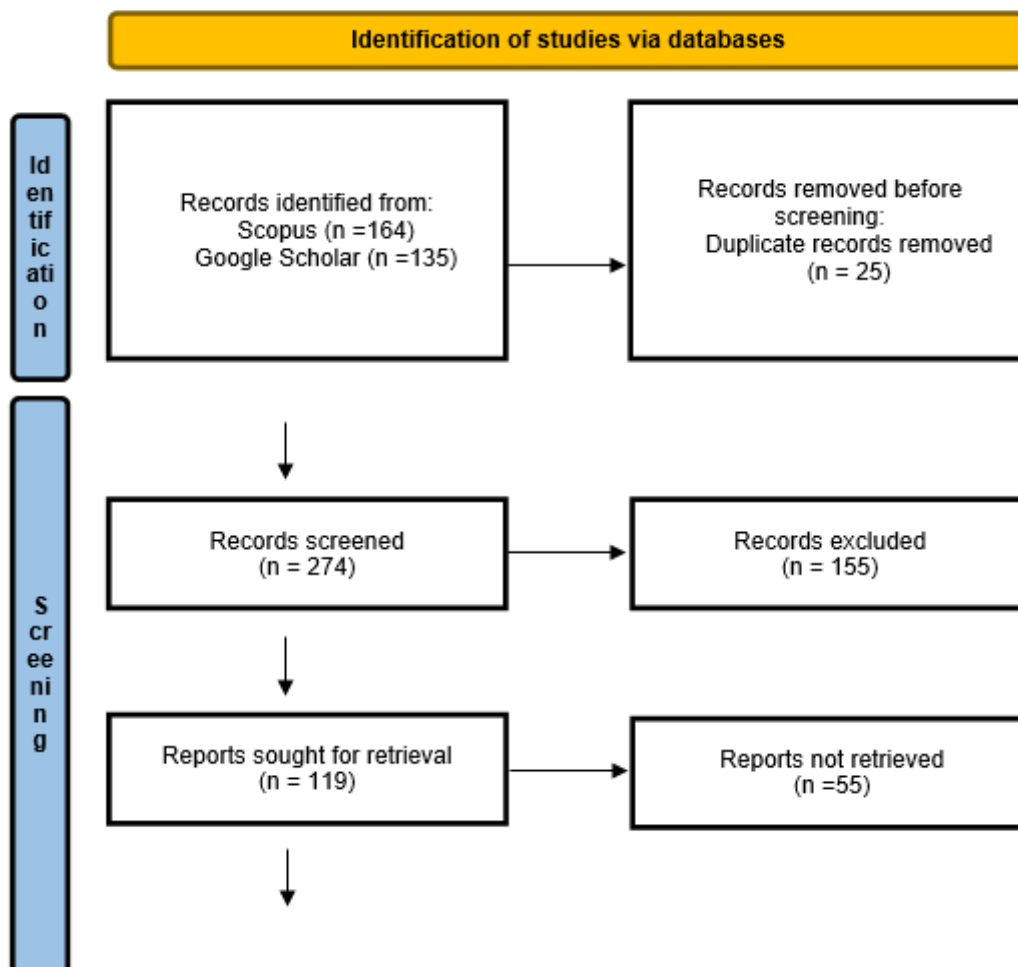 Identification of studies via databases
Id
en
tif
ic
ati
o
n
Records identified from:
Scopus (n =164)
Google Scholar (n =135)
Records removed before
screening:
Duplicate records removed
(n = 25)
S
cr
ee
ni
n
g
Records screened
(n = 274)
Records excluded
(n = 155)
Reports sought for retrieval
(n = 119)
Reports not retrieved
(n =55)